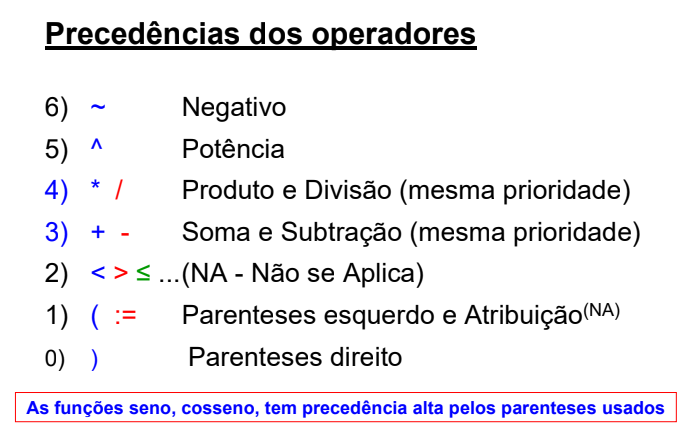 Precedências dos operadores
6) ~ Negativo
5) ^ Potência
4) * / Produto e Divisão (mesma prioridade)
3) + - Soma e Subtração (mesma prioridade)
2) < > ≤ ...(NA - Não se Aplica)
1) ( := Parenteses esquerdo e Atribuição(NA)
0) ) Parenteses direito
As funções seno, cosseno, tem precedência alta pelos parenteses usados